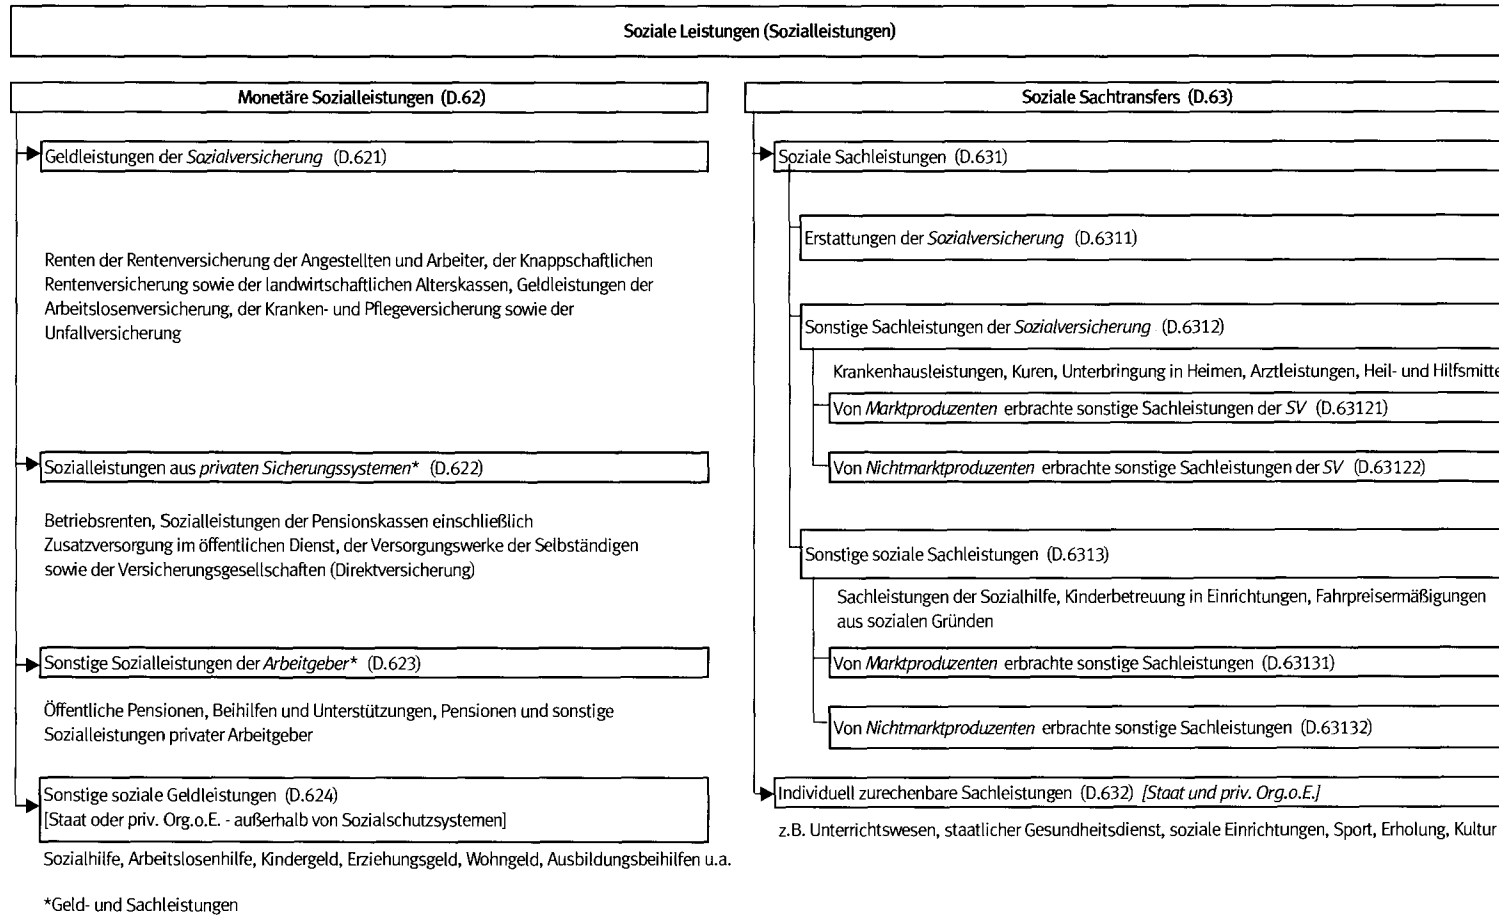 Soziale Leistungen (Sozialleistungen)
Monetäre Sozialleistungen (D.62)
Geldleistungen der Sozialversicherung (D.621)
Renten der Rentenversicherung der Angestellten und Arbeiter, der Knappschaftlichen
Rentenversicherung sowie der landwirtschaftlichen Alterskassen, Geldleistungen der
Arbeitslosenversicherung, der Kranken- und Pflegeversicherung sowie der
Unfallversicherung
Sozialleistungen aus privaten Sicherungssystemen* (D.622)
Betriebsrenten, Sozialleistungen der Pensionskassen einschließlich
Zusatzversorgung im öffentlichen Dienst, der Versorgungswerke der Selbständigen
sowie der Versicherungsgesellschaften (Direktversicherung)
Sonstige Sozialleistungen der Arbeitgeber* (D.623)
Öffentliche Pensionen, Beihilfen und Unterstützungen, Pensionen und sonstige
Sozialleistungen privater Arbeitgeber
Sonstige soziale Geldleistungen (D.624)
[Staat oder priv. Org.o.E. - außerhalb von Sozialschutzsystemen]
Sozialhilfe, Arbeitslosenhilfe, Kindergeld, Erziehungsgeld, Wohngeld, Ausbildungsbeihilfen u.a.
*Geld- und Sachleistungen
Soziale Sachtransfers (D.63)
Soziale Sachleistungen (D.631)
Erstattungen der Sozialversicherung (D.6311)
Sonstige Sachleistungen der Sozialversicherung (D.6312)
Krankenhausleistungen, Kuren, Unterbringung in Heimen, Arztleistungen, Heil- und Hilfsmitte
Von Marktproduzenten erbrachte sonstige Sachleistungen der SV (D.63121)
Von Nichtmarktproduzenten erbrachte sonstige Sachleistungen der SV (D.63122)
Sonstige soziale Sachleistungen (D.6313)
Sachleistungen der Sozialhilfe, Kinderbetreuung in Einrichtungen, Fahrpreisermäßigungen
aus sozialen Gründen
Von Marktproduzenten erbrachte sonstige Sachleistungen (D.63131)
Von Nichtmarktproduzenten erbrachte sonstige Sachleistungen (D.63132)
Individuell zurechenbare Sachleistungen (D.632) [Staat und priv. Org.o.E.]
z.B. Unterrichtswesen, staatlicher Gesundheitsdienst, soziale Einrichtungen, Sport, Erholung, Kultur